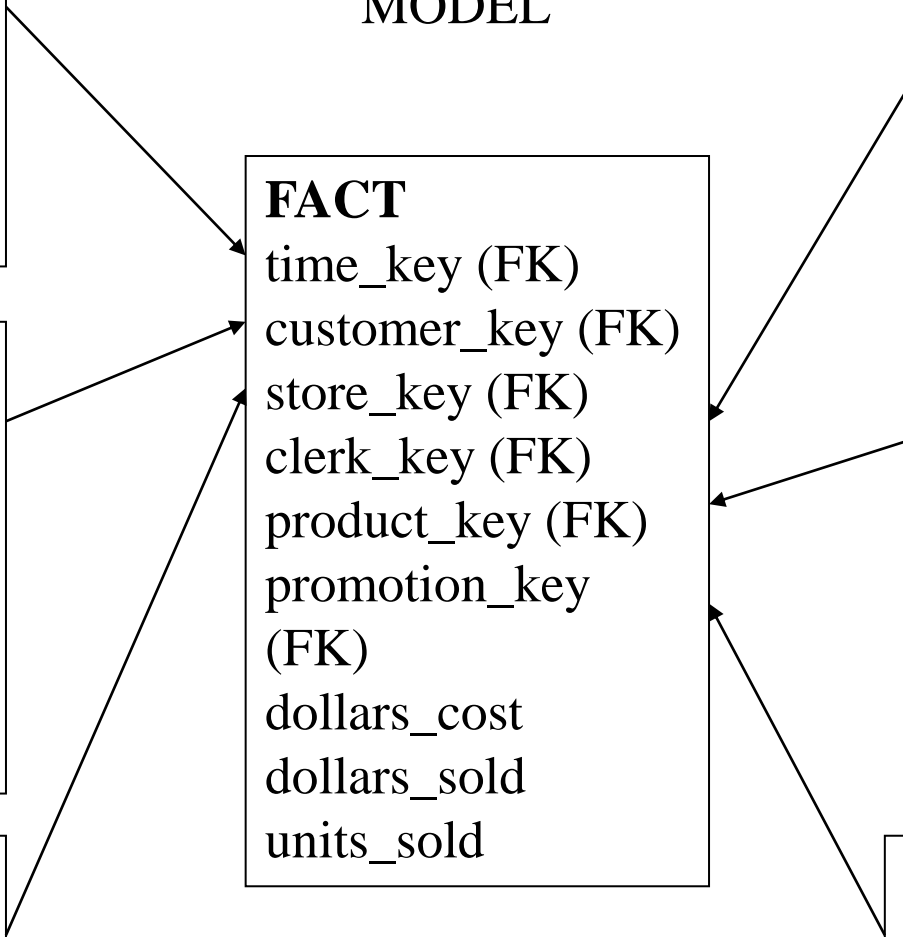 MODEL
FACT
time_key (FK)
customer_key (FK)
store_key (FK)
clerk_key (FK)
product_key (FK)
promotion_key
(FK)
dollars_cost
dollars_sold
units_sold